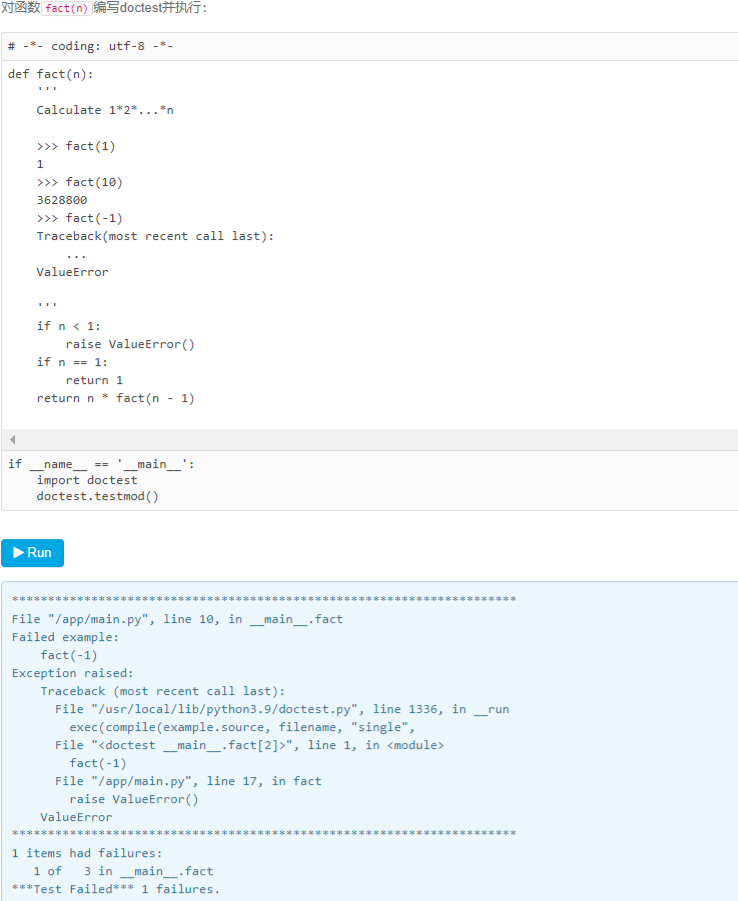 对函数fact(n)编写doctest并执行：
# -*- coding: utf-8 -*-
def fact(n):
    '''
    Calculate 1*2*...*n
    >>> fact(1)
    1
    >>> fact(10)
    3628800
    >>> fact(-1)
    Traceback(most recent call last):
        ...
    ValueError
    '''
    if n < 1:
        raise ValueError()
    if n == 1:
        return 1
    return n * fact(n - 1)
if __name__ == '__main__':
    import doctest
    doctest.testmod()
Run
**********************************************************************
File "/app/main.py", line 10, in __main__.fact
Failed example:
    fact(-1)
Exception raised:
    Traceback (most recent call last):
      File "/usr/local/lib/python3.9/doctest.py", line 1336, in __run
        exec(compile(example.source, filename, "single",
      File "<doctest __main__.fact[2]>", line 1, in <module>
        fact(-1)
      File "/app/main.py", line 17, in fact
        raise ValueError()
    ValueError
**********************************************************************
1 items had failures:
   1 of   3 in __main__.fact
***Test Failed*** 1 failures.